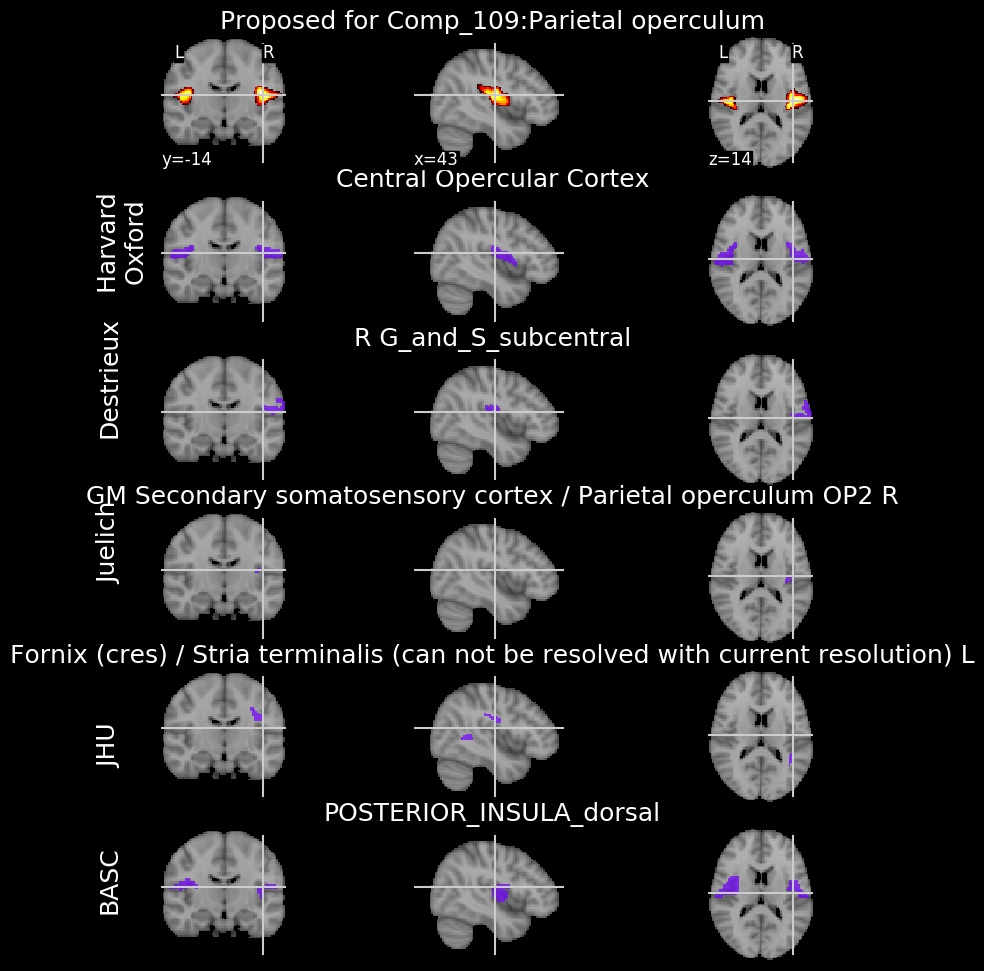 Proposed for Comp_109:Parietal operculum
L R L R
y=-14 x=43 z=14
Central Opercular Cortex
Harvard
Oxford
R G_and_S_subcentral
Destrieux
GM Secondary somatosensory cortex / Parietal operculum OP2 R
Juelich
Fornix (cres) / Stria terminalis (can not be resolved with current resolution) L
JHU
POSTERIOR_INSULA_dorsal
BASC